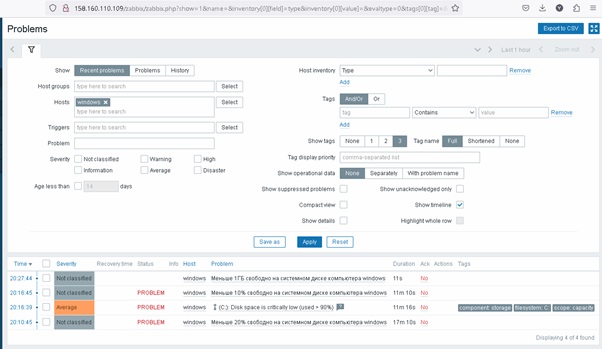 158.160.110.109/zabbix/zabbix.php?show=1&name=&inventory[0][field]=type&inventory[0][value]=&evaltype=0&tags[0][tag]=
Problems
Export to CSV
Last 1 hour
Zoom out
Show Recent problems Problems History
Host groups type here to search Select
Hosts windows type here to search Select
Triggers type here to search Select
Problem
Severity Not classified Warning High
Information Average Disaster
Age less than 14 days
Host inventory Type Remove
Add
Tags And/Or Or
tag Contains value Remove
Add
Show tags None 1 2 3 Tag name Full Shortened None
Tag display priority comma-separated list
Show operational data None Separately With problem name
Show suppressed problems Show unacknowledged only
Compact view Show timeline
Show details Highlight whole row
Save as Apply Reset
Time Severity Recovery time Status Info Host Problem Duration Ack Actions Tags
20:27:44 Not classified windows Меньше 1ГБ свободно на системном диске компьютера windows 11s No
20:16:45 Not classified PROBLEM windows Меньше 10% свободно на системном диске компьютера windows 11m 10s No
20:16:39 Average PROBLEM windows (C:): Disk space is critically low (used > 90%) 11m 16s No component: storage filesystem: C: scope: capacity
20:10:45 Not classified PROBLEM windows Меньше 20% свободно на системном диске компьютера windows 17m 10s No
Displaying 4 of 4 found